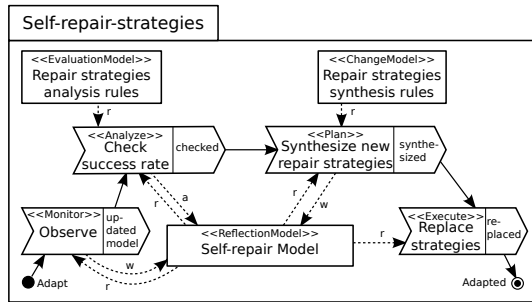 Self-repair-strategies
<<EvaluationModel>>
Repair strategies
analysis rules
<<ChangeModel>>
Repair strategies
synthesis rules
r
r
<<Analyze>>
Check
success rate
checked
<<Plan>>
Synthesize new
repair strategies
synthe-
sized
a
r
r
w
<<Monitor>>
Observe
up-
dated
model
<<ReflectionModel>>
Self-repair Model
r
<<Execute>>
Replace
strategies
re-
placed
w
r
Adapt
Adapted